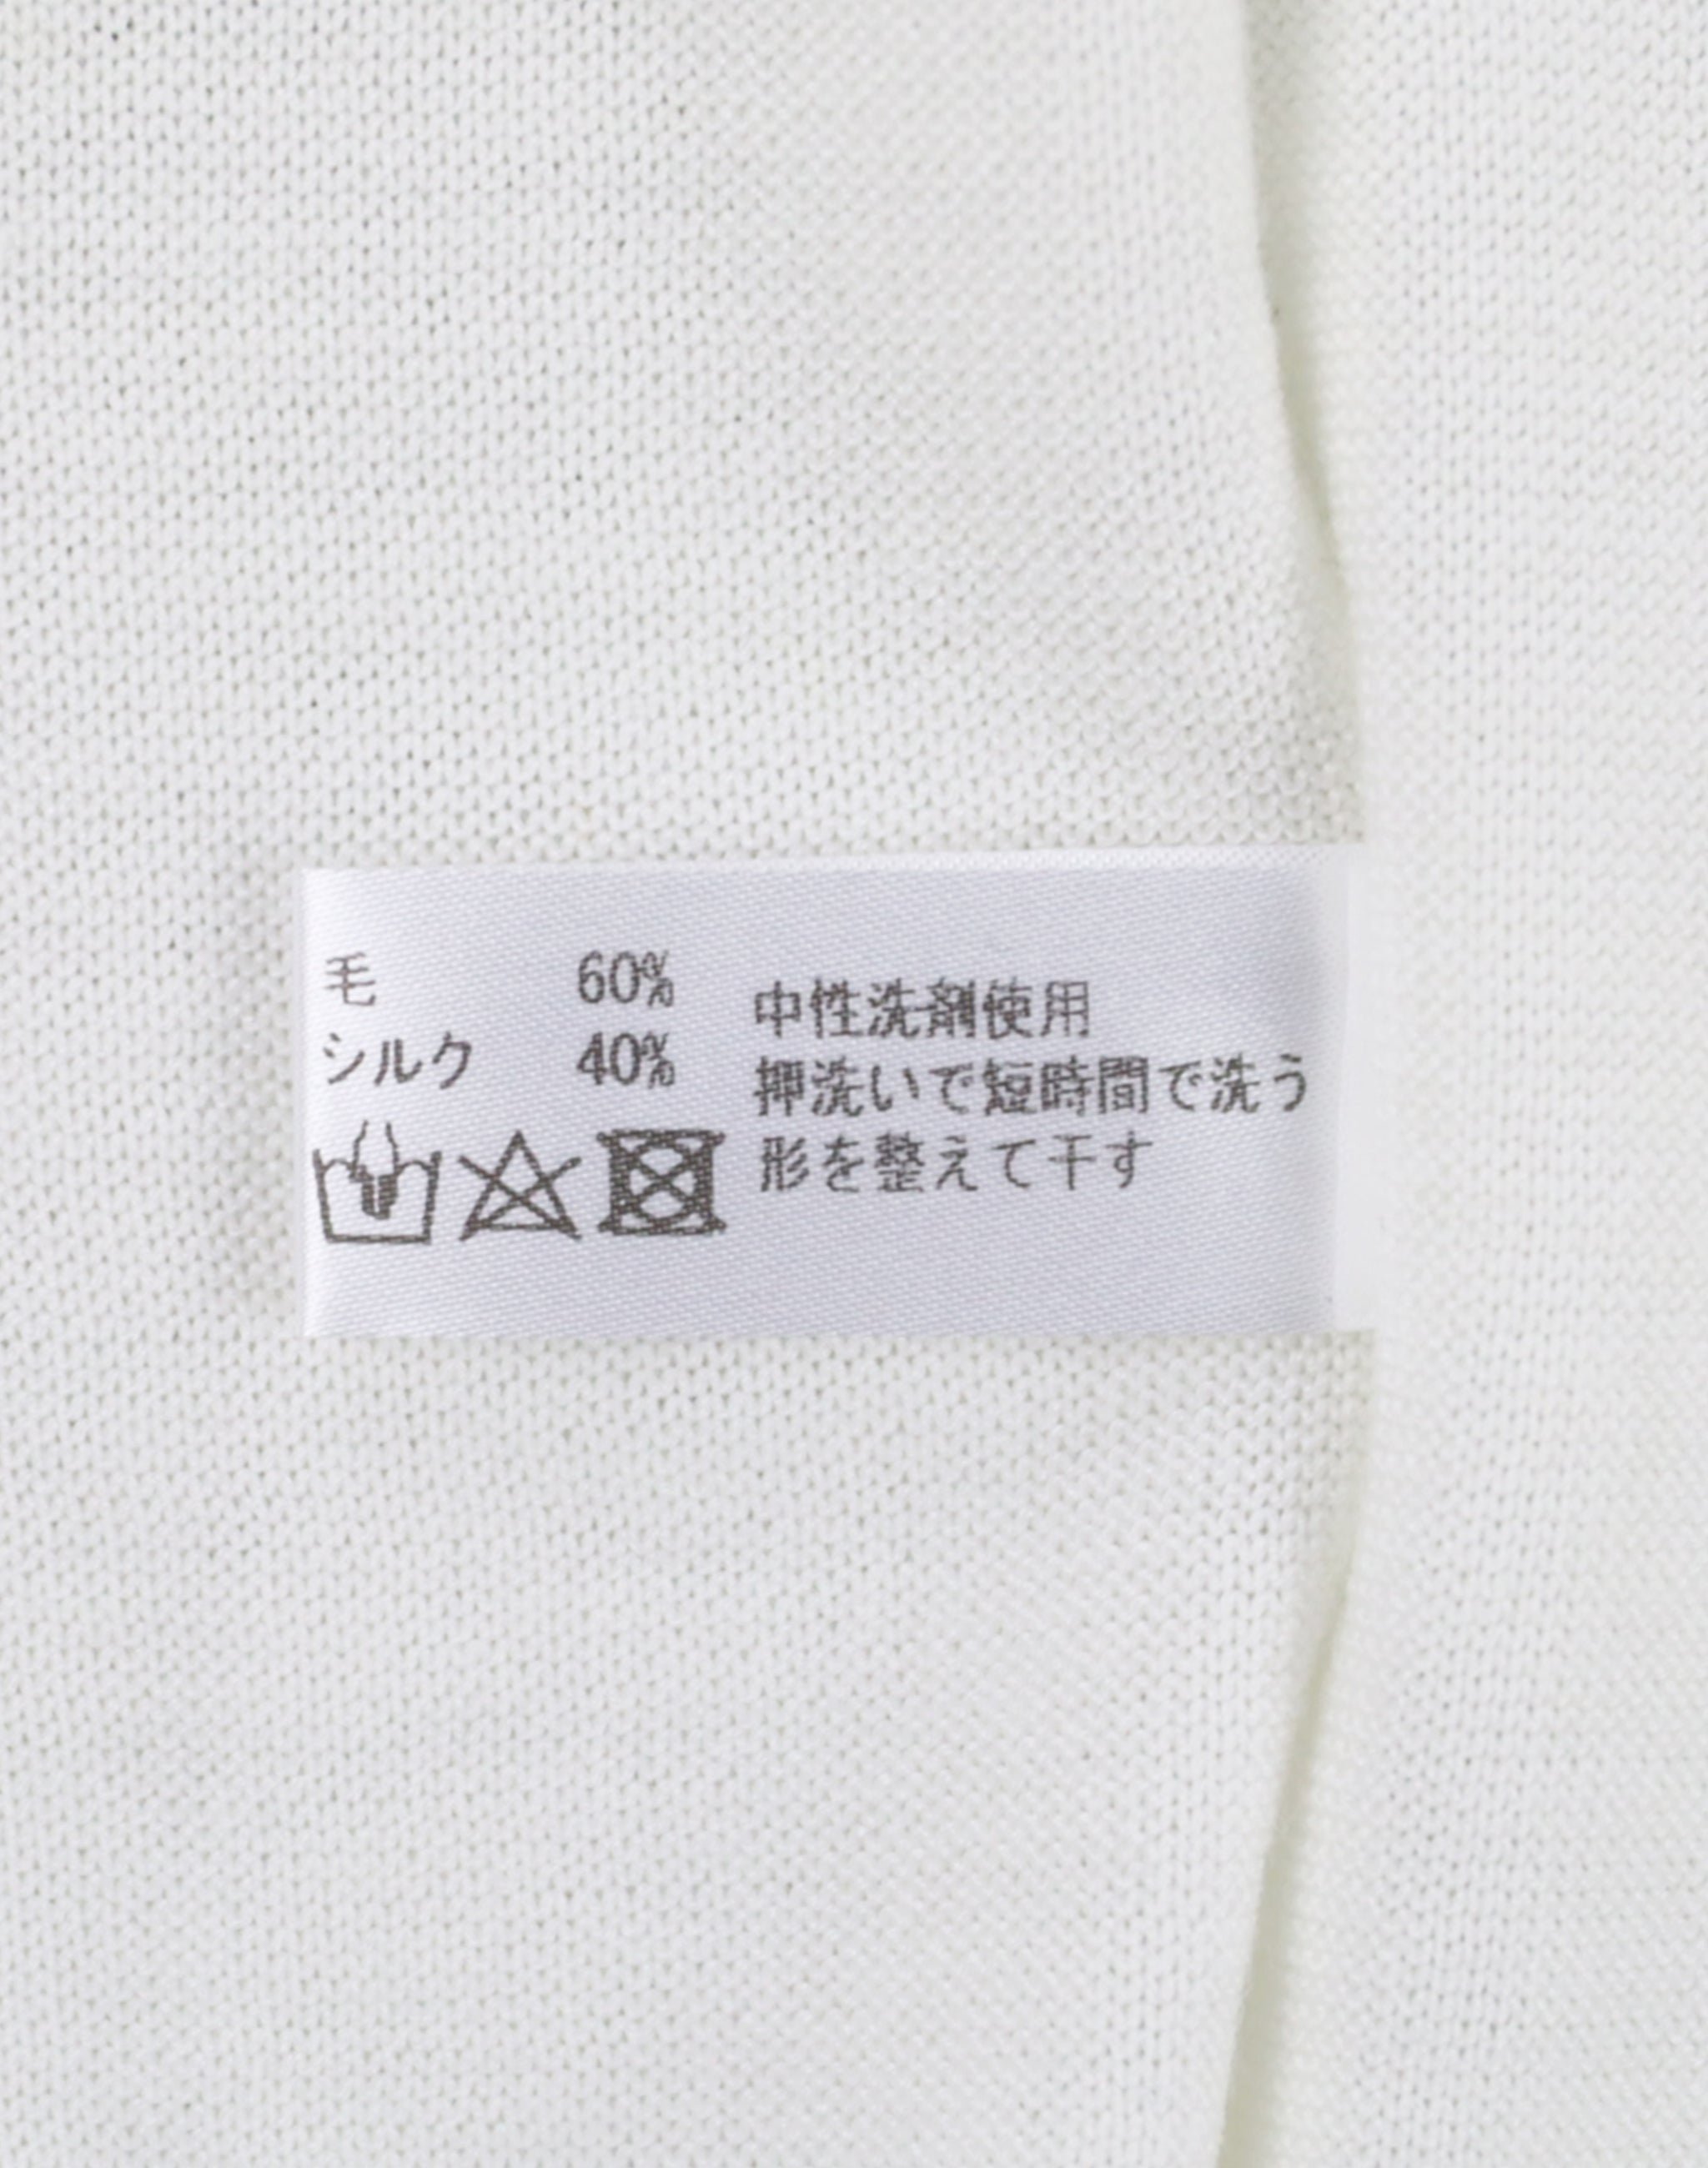 毛 60%
シルク 40%
中性洗剤使用
押洗いで短時間で洗う
形を整えて干す